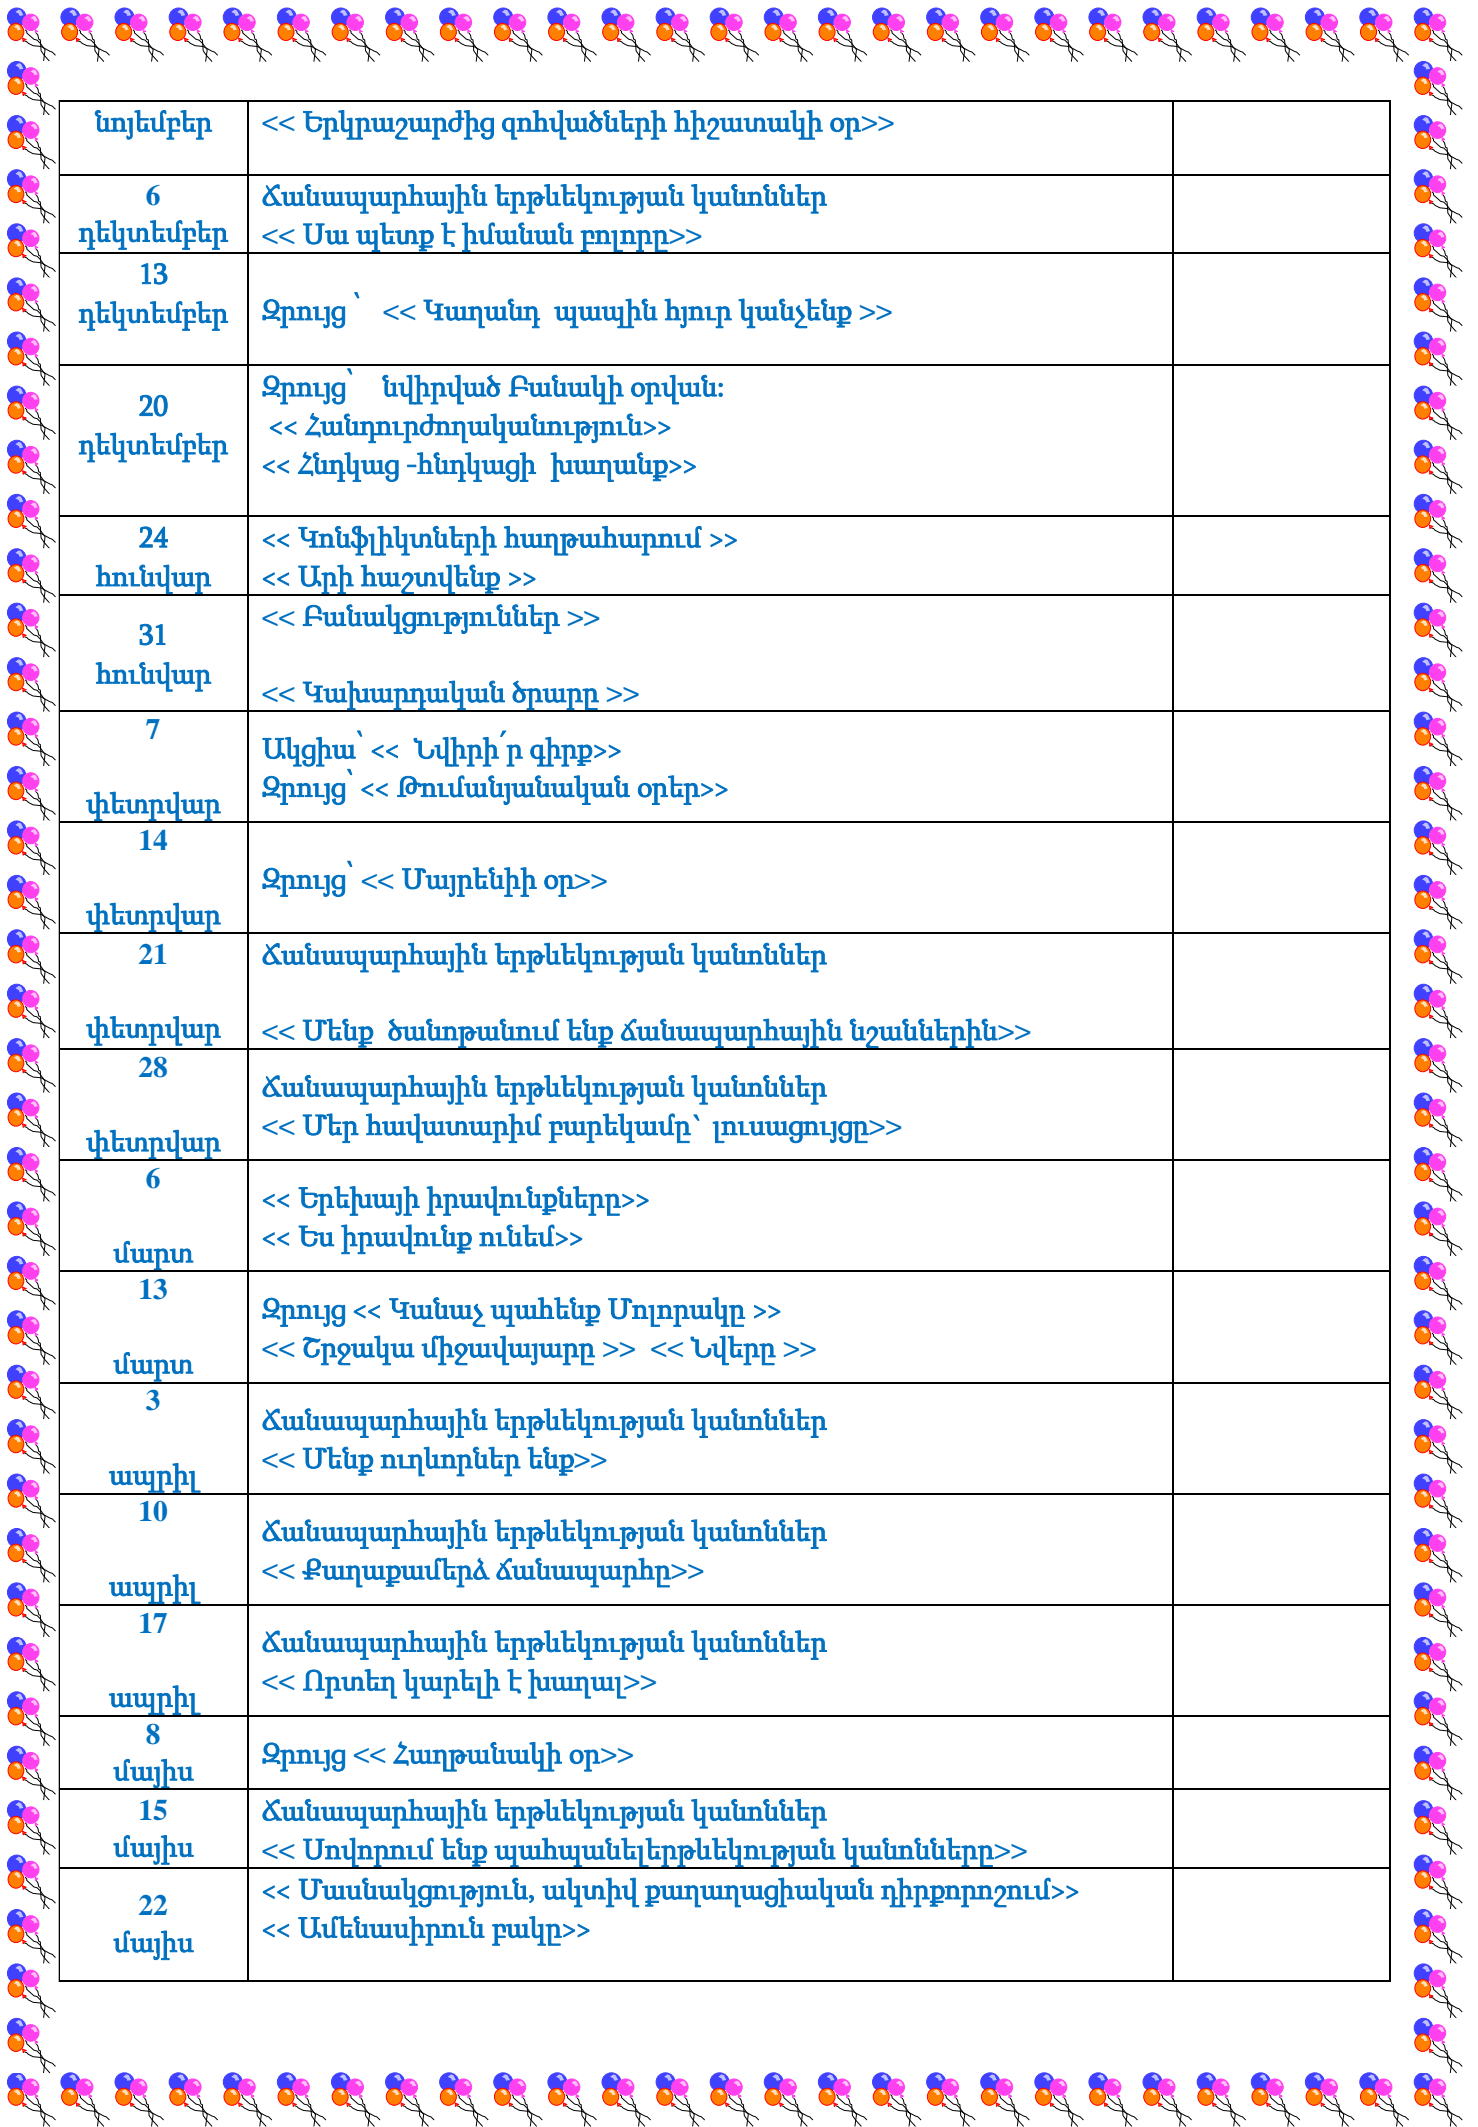 նոյեմբեր
<< Երկրաշարժից զոհվածների հիշատակի օր>>
6
դեկտեմբեր
Ճանապարհային երթևեկության կանոններ
<< Սա պետք է իմանան բոլորը>>
13
դեկտեմբեր
Զրույց ՝ << Կաղանդ պապին հյուր կանչենք >>
20
դեկտեմբեր
Զրույց՝ նվիրված Բանակի օրվան:
<< Հանդուրժողականություն>>
<< Հնդկաց -հնդկացի խաղանք>>
24
հունվար
<< Կոնֆլիկտների հաղթահարում >>
<< Արի հաշտվենք >>
31
հունվար
<< Բանակցություններ >>
<< Կախարդական ծրարը >>
7
փետրվար
Ակցիա՝ << Նվիրի՛ր գիրք>>
Զրույց՝ << Թումանյանական օրեր>>
14
փետրվար
Զրույց՝ << Մայրենիի օր>>
21
փետրվար
Ճանապարհային երթևեկության կանոններ
<< Մենք ծանոթանում ենք ճանապարհային նշաններին>>
28
փետրվար
Ճանապարհային երթևեկության կանոններ
<< Մեր հավատարիմ բարեկամը` լուսացույցը>>
6
մարտ
<< Երեխայի իրավունքները>>
<< Ես իրավունք ունեմ>>
13
մարտ
Զրույց << Կանաչ պահենք Մոլորակը >>
<< Շրջակա միջավայարը >> << Նվերը >>
3
ապրիլ
Ճանապարհային երթևեկության կանոններ
<< Մենք ուղևորներ ենք>>
10
ապրիլ
Ճանապարհային երթևեկության կանոններ
<< Քաղաքամերձ ճանապարհը>>
17
ապրիլ
Ճանապարհային երթևեկության կանոններ
<< Որտեղ կարելի է խաղալ>>
8
մայիս
Զրույց << Հաղթանակի օր>>
15
մայիս
Ճանապարհային երթևեկության կանոններ
<< Սովորում ենք պահպանելերթևեկության կանոնները>>
22
մայիս
<< Մասնակցություն, ակտիվ քաղաղացիական դիրքորոշում>>
<< Ամենասիրուն բակը>>